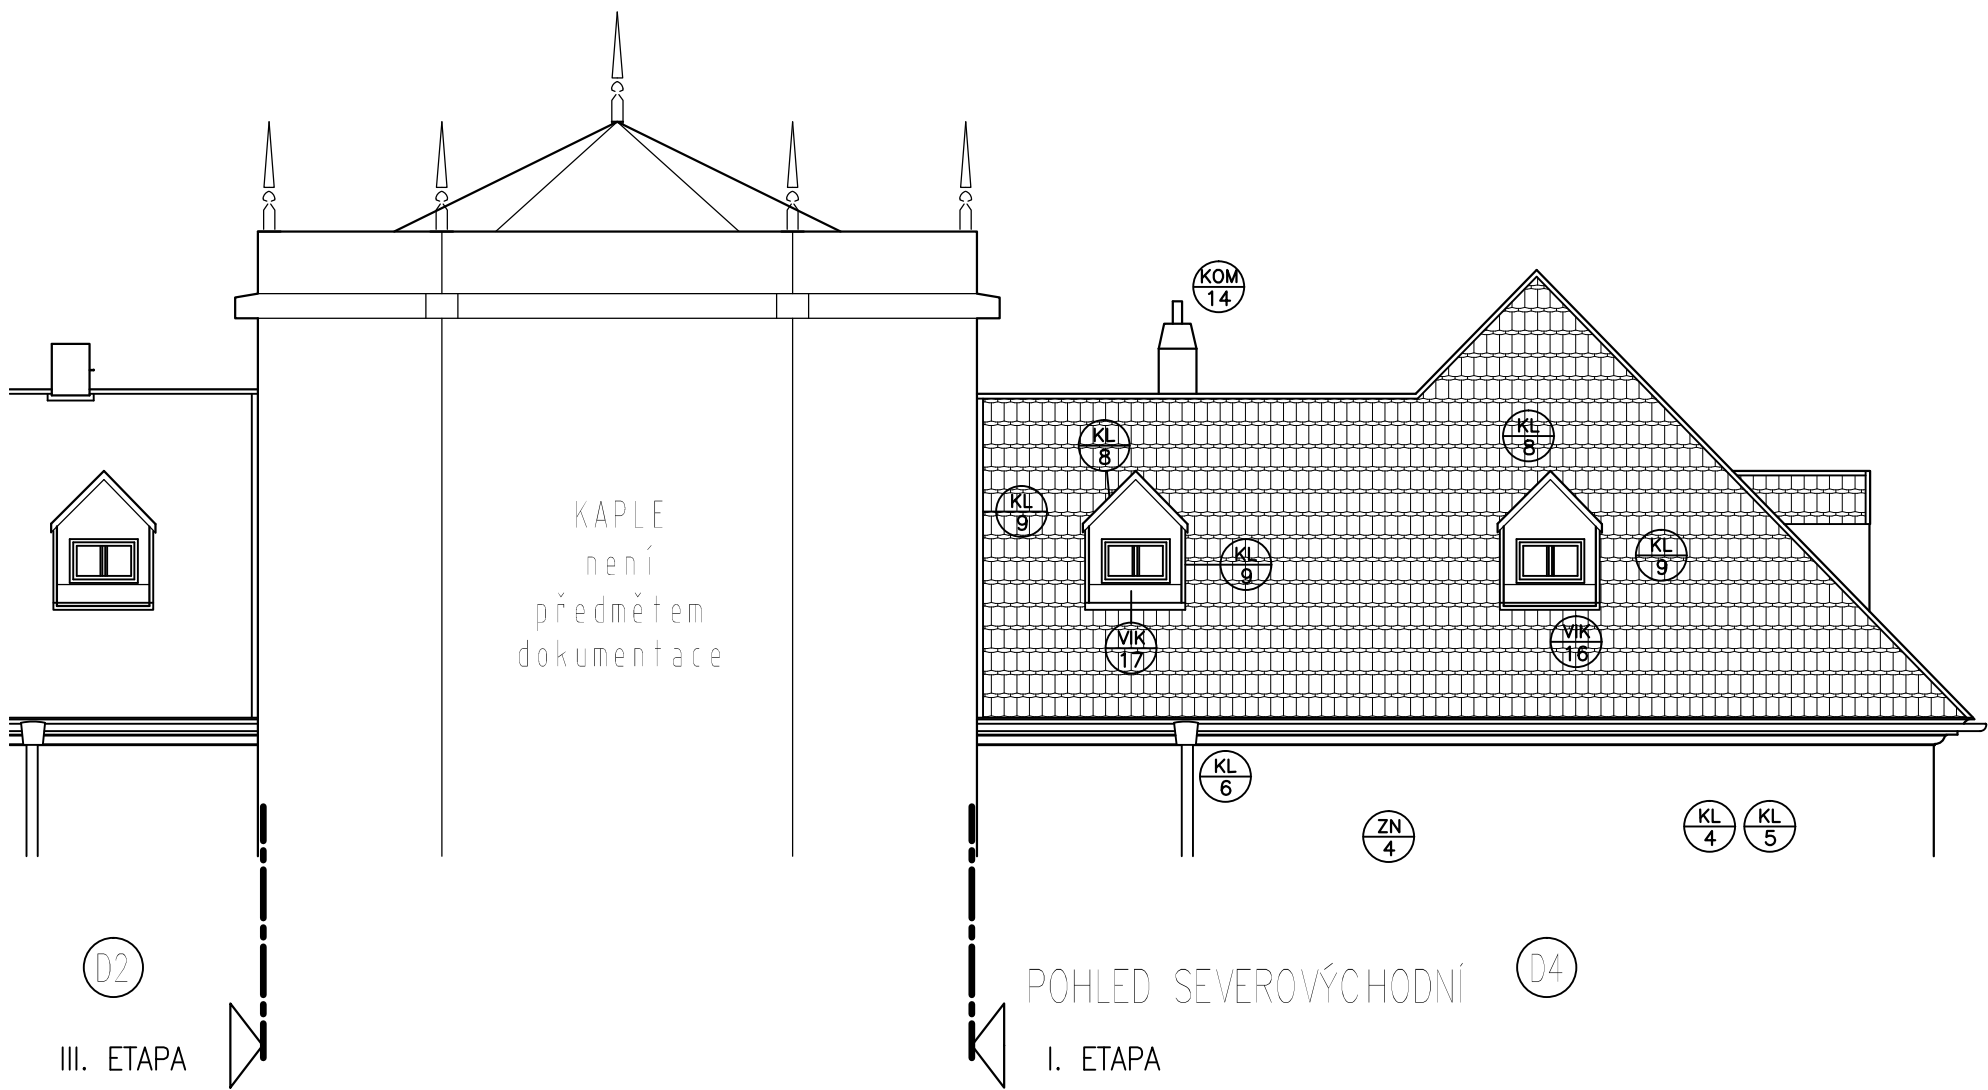 KOM
14
KL
8
KL
8
KL
9
KL
9
KL
9
VIK
17
VIK
16
KAPLE
není
předmětem
dokumentace
KL
6
ZN
4
KL
4
KL
5
D2
POHLED SEVEROVÝCHODNÍ
D4
III. ETAPA
I. ETAPA